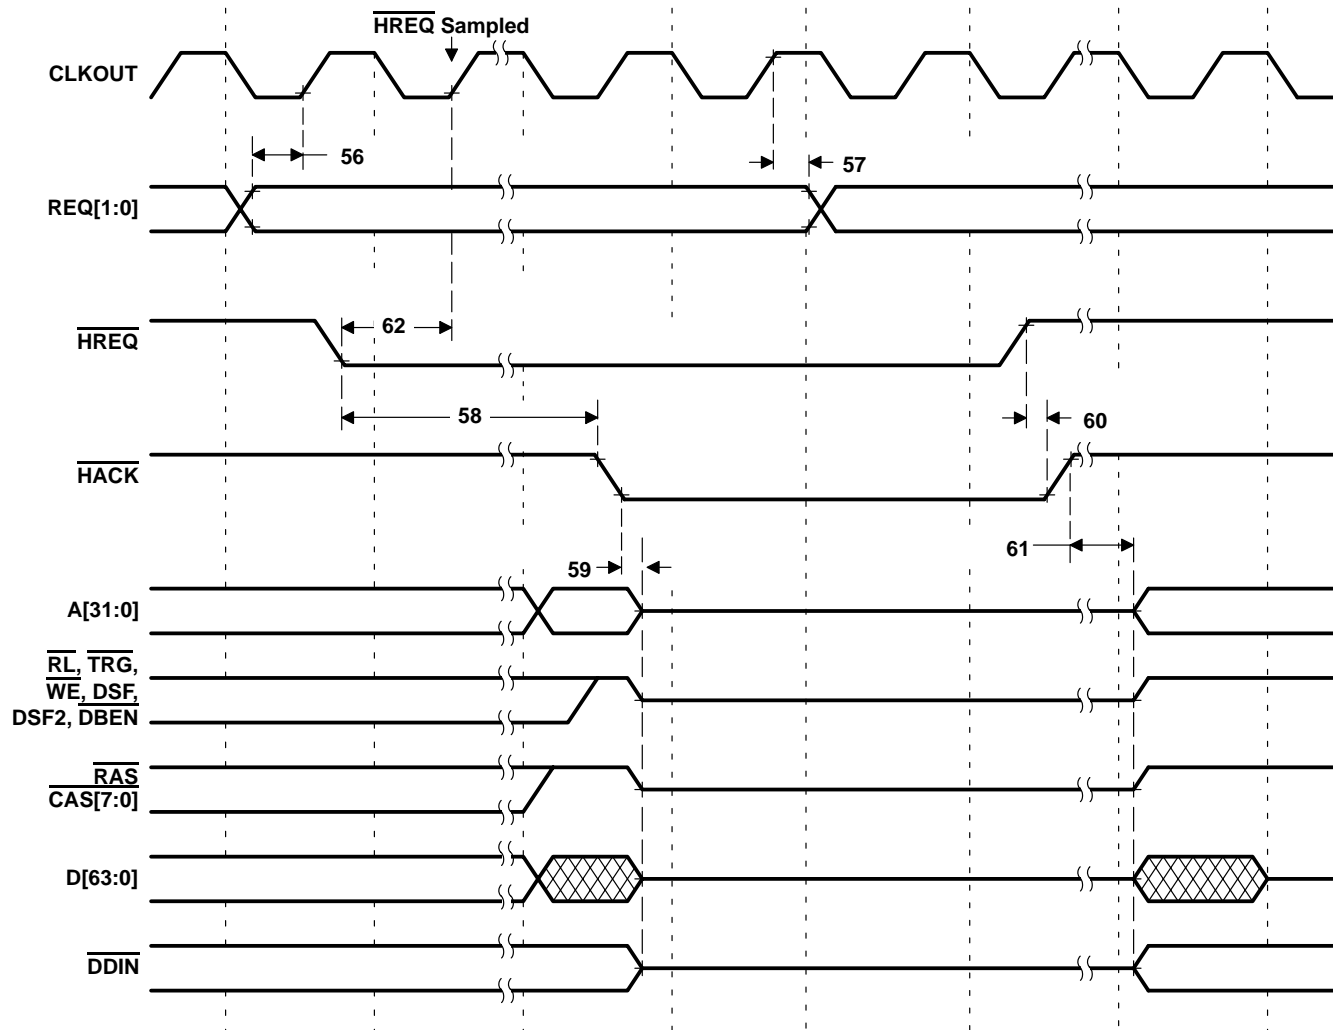 HREQ Sampled
CLKOUT
56
57
REQ[1:0]
62
HREQ
58
60
HACK
61
59
A[31:0]
RL, TRG,
WE, DSF,
DSF2, DBEN
RAS
CAS[7:0]
D[63:0]
DDIN